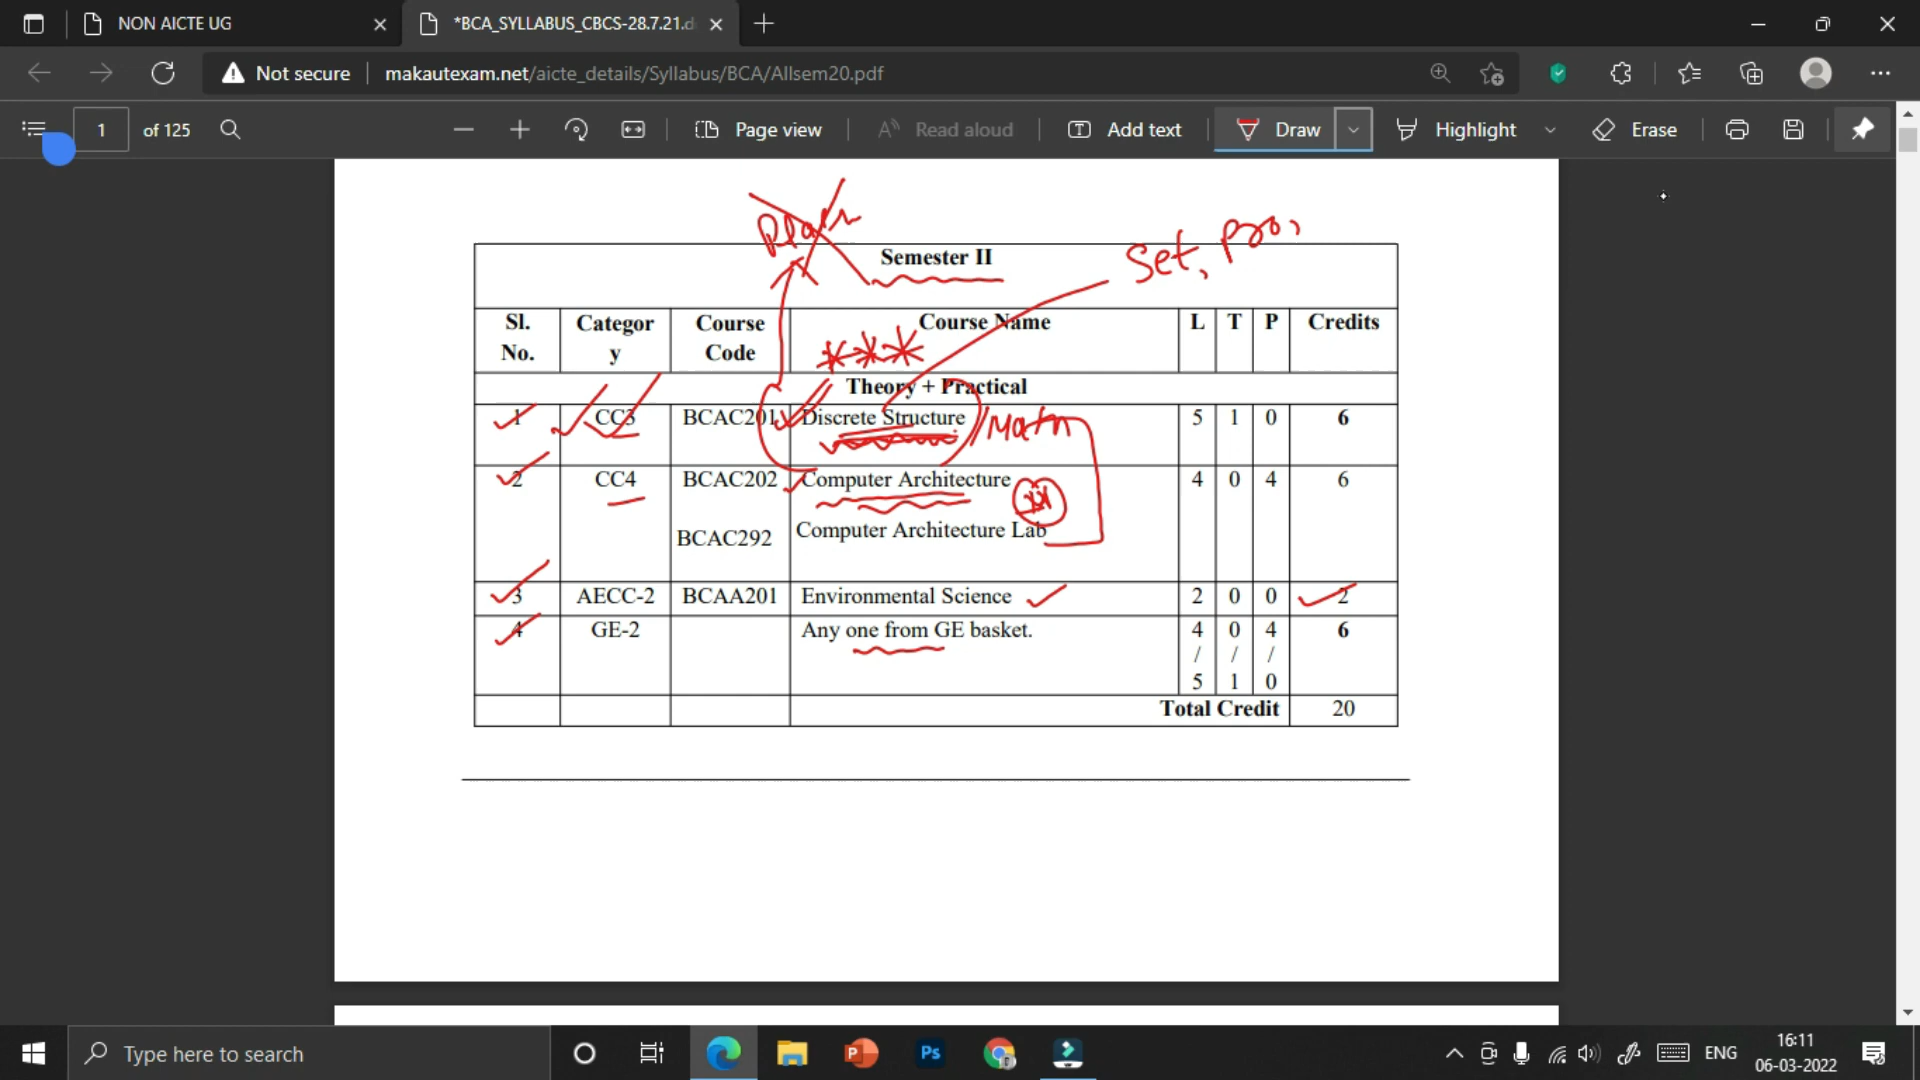 NON AICTE UG
*BCA_SYLLABUS_CBCS-28.7.21.d
Not secure
makautexam.net/aicte_details/Syllabus/BCA/Allsem20.pdf
1 of 125
Page view
Read aloud
Add text
Draw
Highlight
Erase
Set, Pro,
Semester II
Sl. No. Categor y Course Code Course Name L T P Credits
Theory + Practical
1 CC3 BCAC201 Discrete Structure 5 1 0 6
Math
2 CC4 BCAC202 Computer Architecture 4 0 4 6
BCAC292 Computer Architecture Lab
3 AECC-2 BCAA201 Environmental Science 2 0 0 2
4 GE-2 Any one from GE basket. 4 / 5 0 / 1 4 / 0 6
Total Credit 20
Type here to search
P
Ps
ENG
16:11
06-03-2022